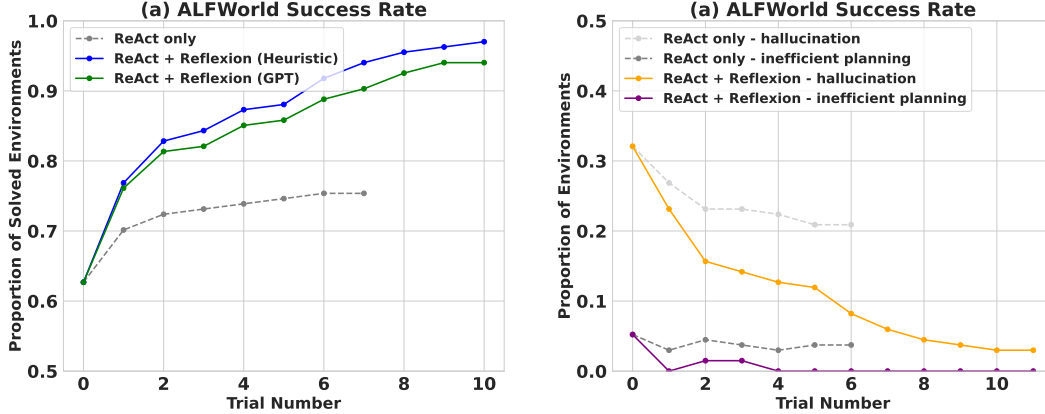 (a) ALFWorld Success Rate
Proportion of Solved Environments
1.0
0.9
0.8
0.7
0.6
0.5
ReAct only
ReAct + Reflexion (Heuristic)
ReAct + Reflexion (GPT)
0 2 4 6 8 10
Trial Number
(a) ALFWorld Success Rate
Proportion of Environments
0.5
0.4
0.3
0.2
0.1
0.0
ReAct only - hallucination
ReAct only - inefficient planning
ReAct + Reflexion - hallucination
ReAct + Reflexion - inefficient planning
0 2 4 6 8 10
Trial Number